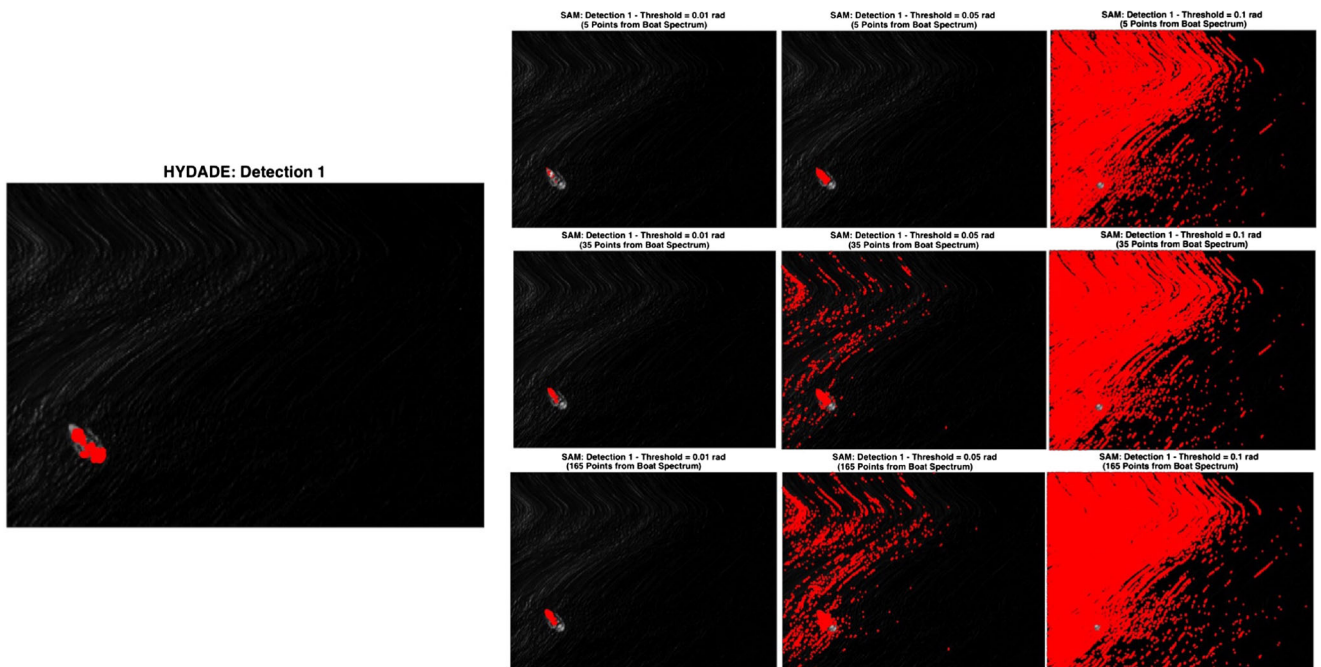 HYDADE: Detection 1
SAM: Detection 1 - Threshold = 0.01 rad
(5 Points from Boat Spectrum)
SAM: Detection 1 - Threshold = 0.05 rad
(5 Points from Boat Spectrum)
SAM: Detection 1 - Threshold = 0.1 rad
(5 Points from Boat Spectrum)
SAM: Detection 1 - Threshold = 0.01 rad
(35 Points from Boat Spectrum)
SAM: Detection 1 - Threshold = 0.05 rad
(35 Points from Boat Spectrum)
SAM: Detection 1 - Threshold = 0.1 rad
(35 Points from Boat Spectrum)
SAM: Detection 1 - Threshold = 0.01 rad
(165 Points from Boat Spectrum)
SAM: Detection 1 - Threshold = 0.05 rad
(165 Points from Boat Spectrum)
SAM: Detection 1 - Threshold = 0.1 rad
(165 Points from Boat Spectrum)